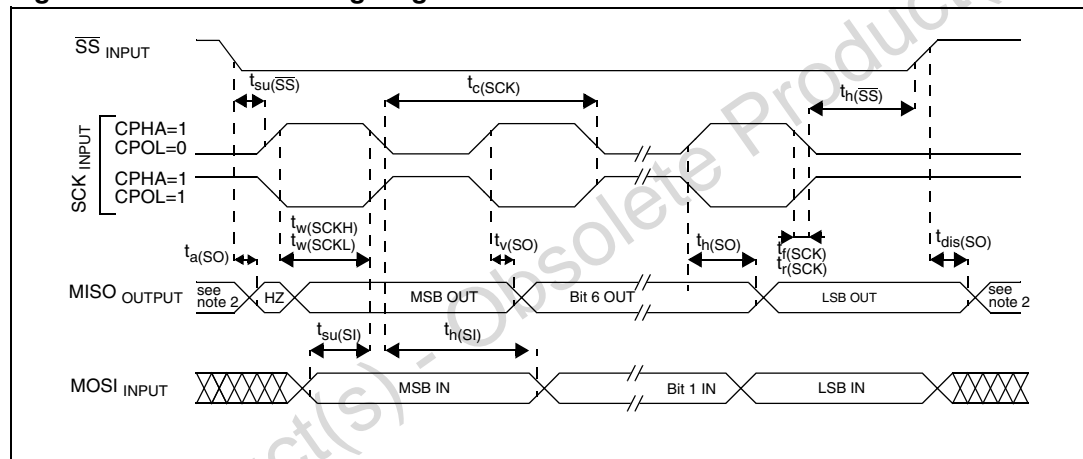 SS INPUT
tsu(SS)
tc(SCK)
th(SS)
SCK INPUT
CPHA=1
CPOL=0
CPHA=1
CPOL=1
tw(SCKH)
tw(SCKL)
ta(SO)
tv(SO)
th(SO)
tf(SCK)
tr(SCK)
tdis(SO)
MISO OUTPUT
see note 2
HZ
MSB OUT
Bit 6 OUT
LSB OUT
see note 2
tsu(SI)
th(SI)
MOSI INPUT
MSB IN
Bit 1 IN
LSB IN
ct(s) - Obsolete Product(